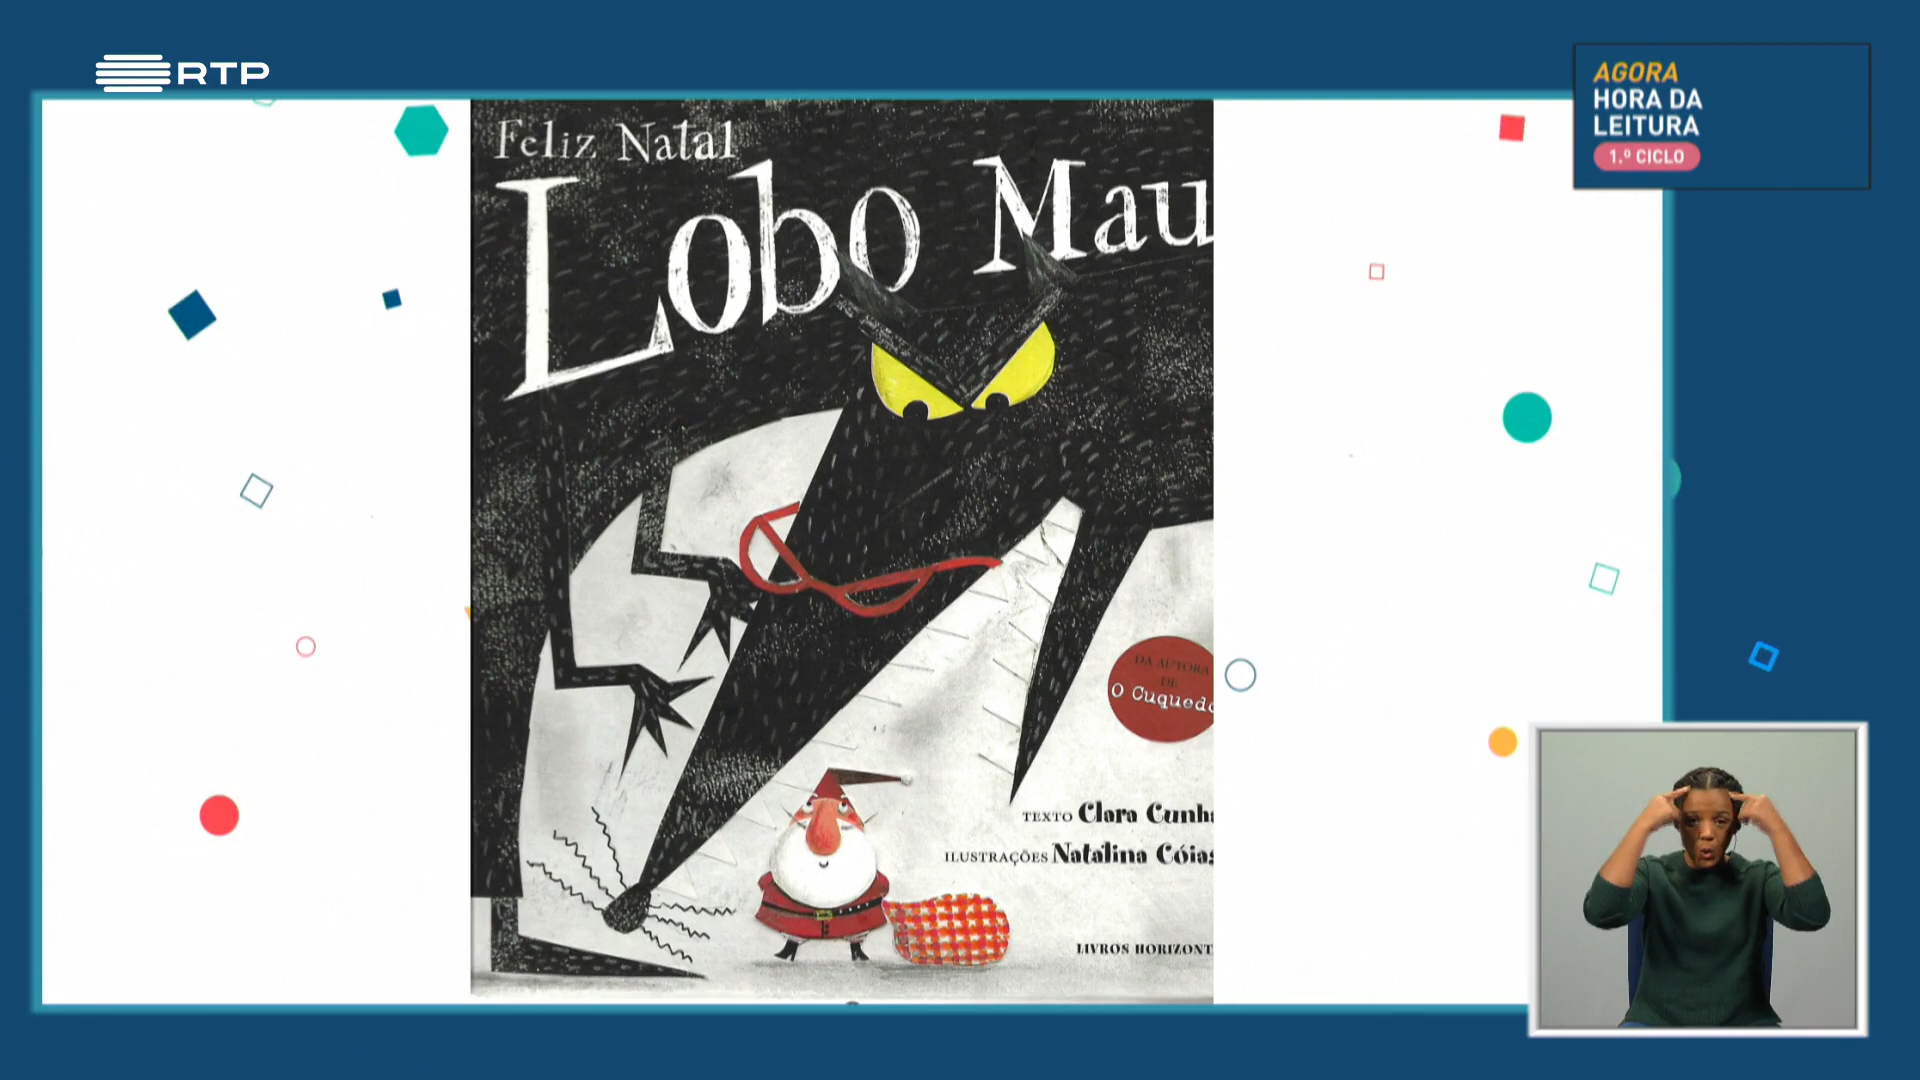 RTP
AGORA
HORA DA
LEITURA
1.º CICLO
Feliz Natal
Lobo Mau
DA AUTORA
DE
O Cuquedo
TEXTO Clara Cunha
ILUSTRAÇÕES Natalina Cóias
LIVROS HORIZONT